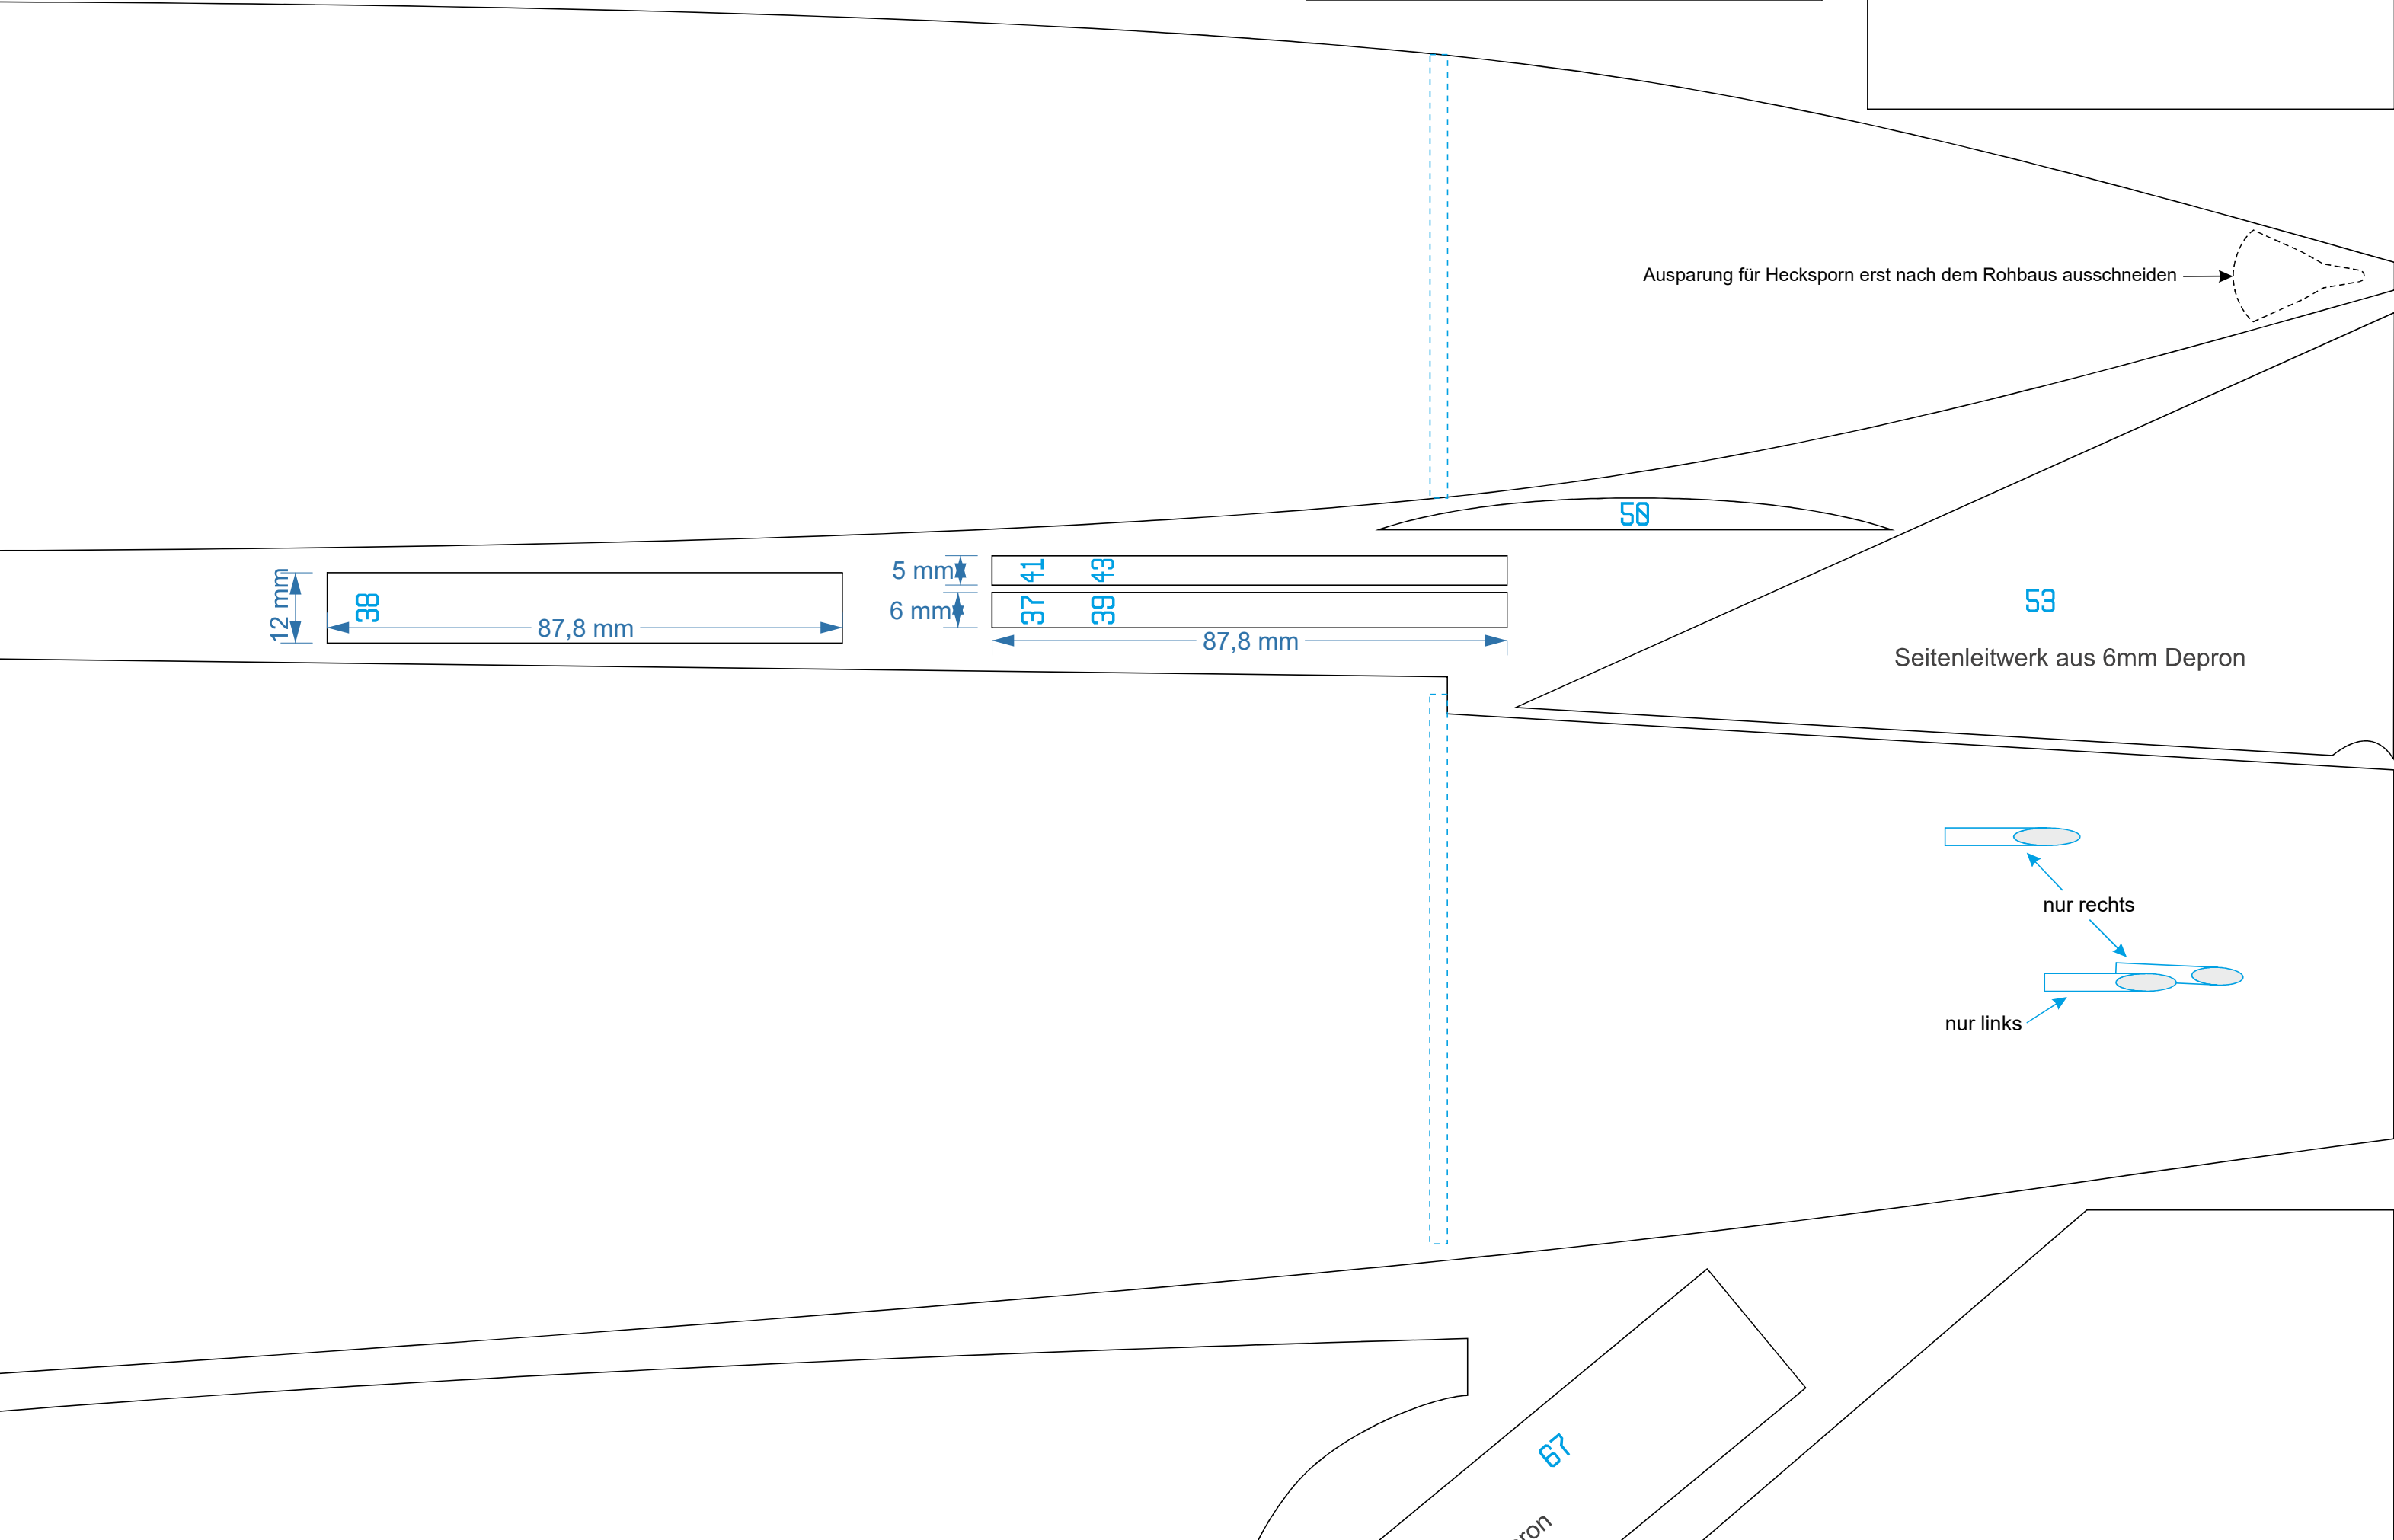 Ausparung für Hecksporn erst nach dem Rohbaus ausschneiden
50
5 mm
41
43
12 mm
38
87,8 mm
6 mm
37
39
87,8 mm
53
Seitenleitwerk aus 6mm Depron
nur rechts
nur links
67